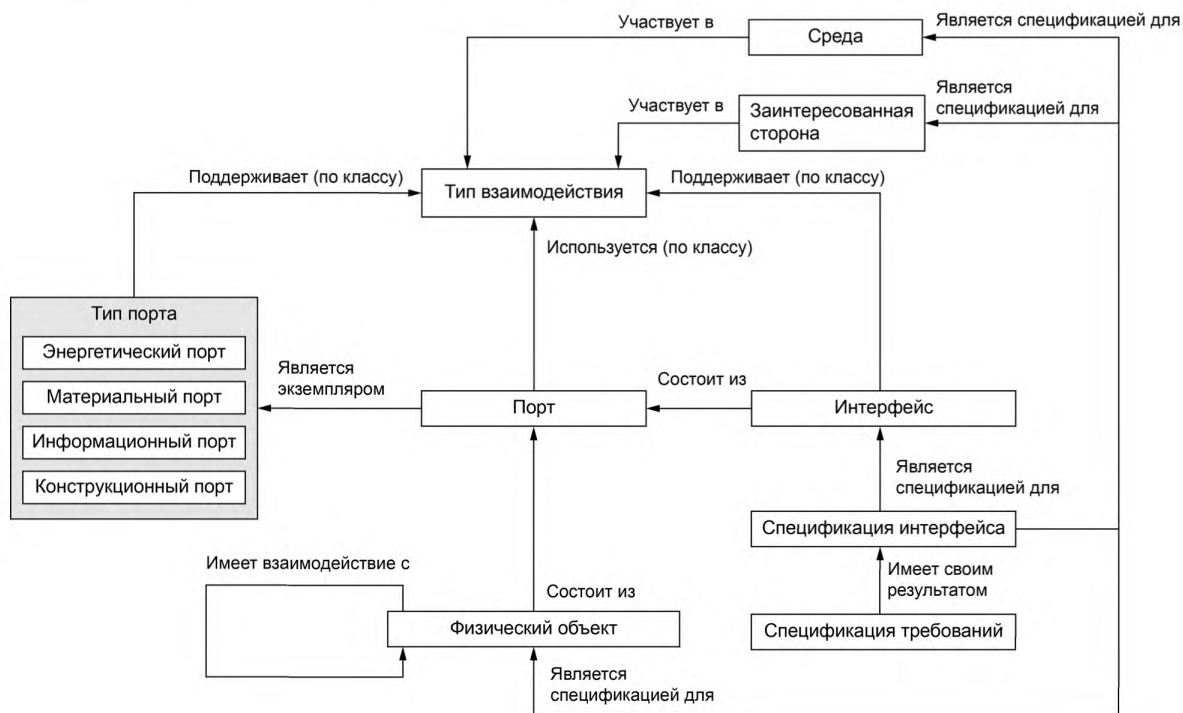 Участвует в
Среда
Является спецификацией для
Участвует в
Заинтересованная
сторона
Является
спецификацией для
Поддерживает (по классу)
Тип взаимодействия
Поддерживает (по классу)
Используется (по классу)
Тип порта
Энергетический порт
Материальный порт
Информационный порт
Конструкционный порт
Является
экземпляром
Порт
Состоит из
Интерфейс
Является
спецификацией для
Спецификация интерфейса
Имеет своим
результатом
Спецификация требований
Имеет взаимодействие с
Состоит из
Физический объект
Является
спецификацией для